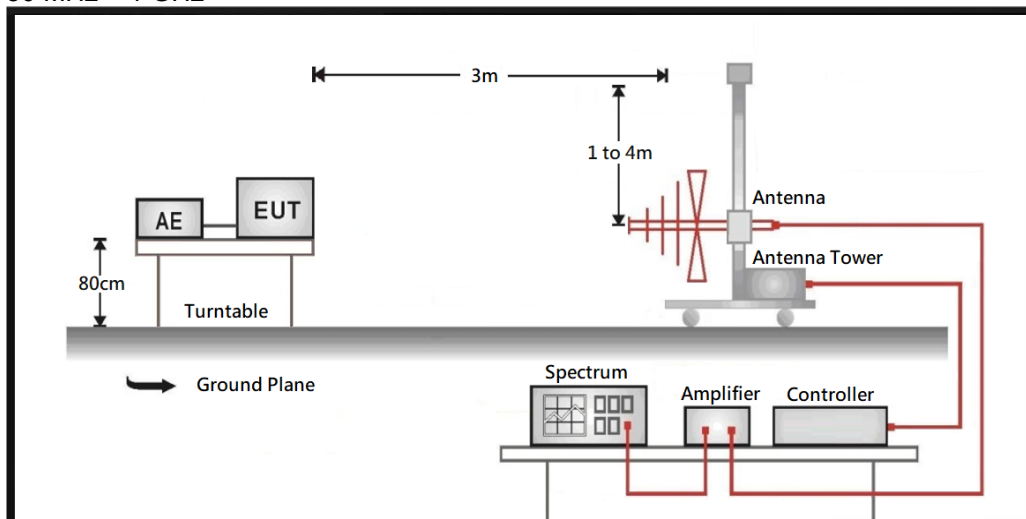 3m
1 to 4m
Antenna
EUT
AE
Antenna Tower
80cm
Turntable
Ground Plane
Spectrum
Amplifier
Controller